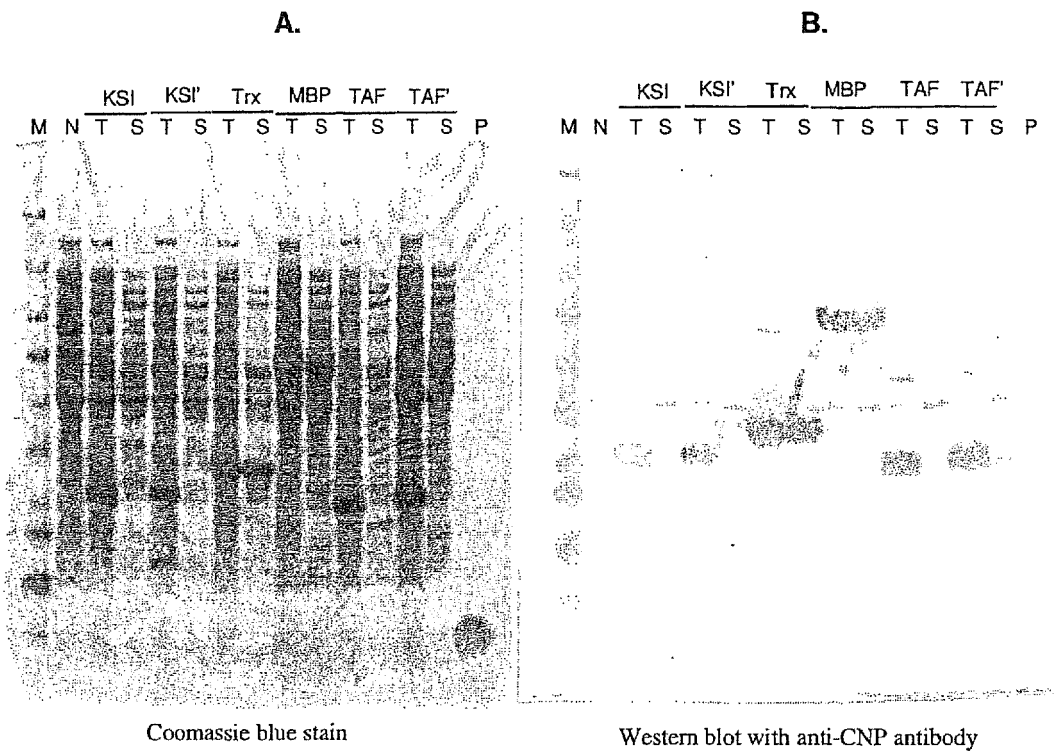 A.
B.
KSI KSI' Trx MBP TAF TAF'
M N T S T S T S T S T S T S P
KSI KSI' Trx MBP TAF TAF'
M N T S T S T S T S T S T S P
Coomassie blue stain
Western blot with anti-CNP antibody